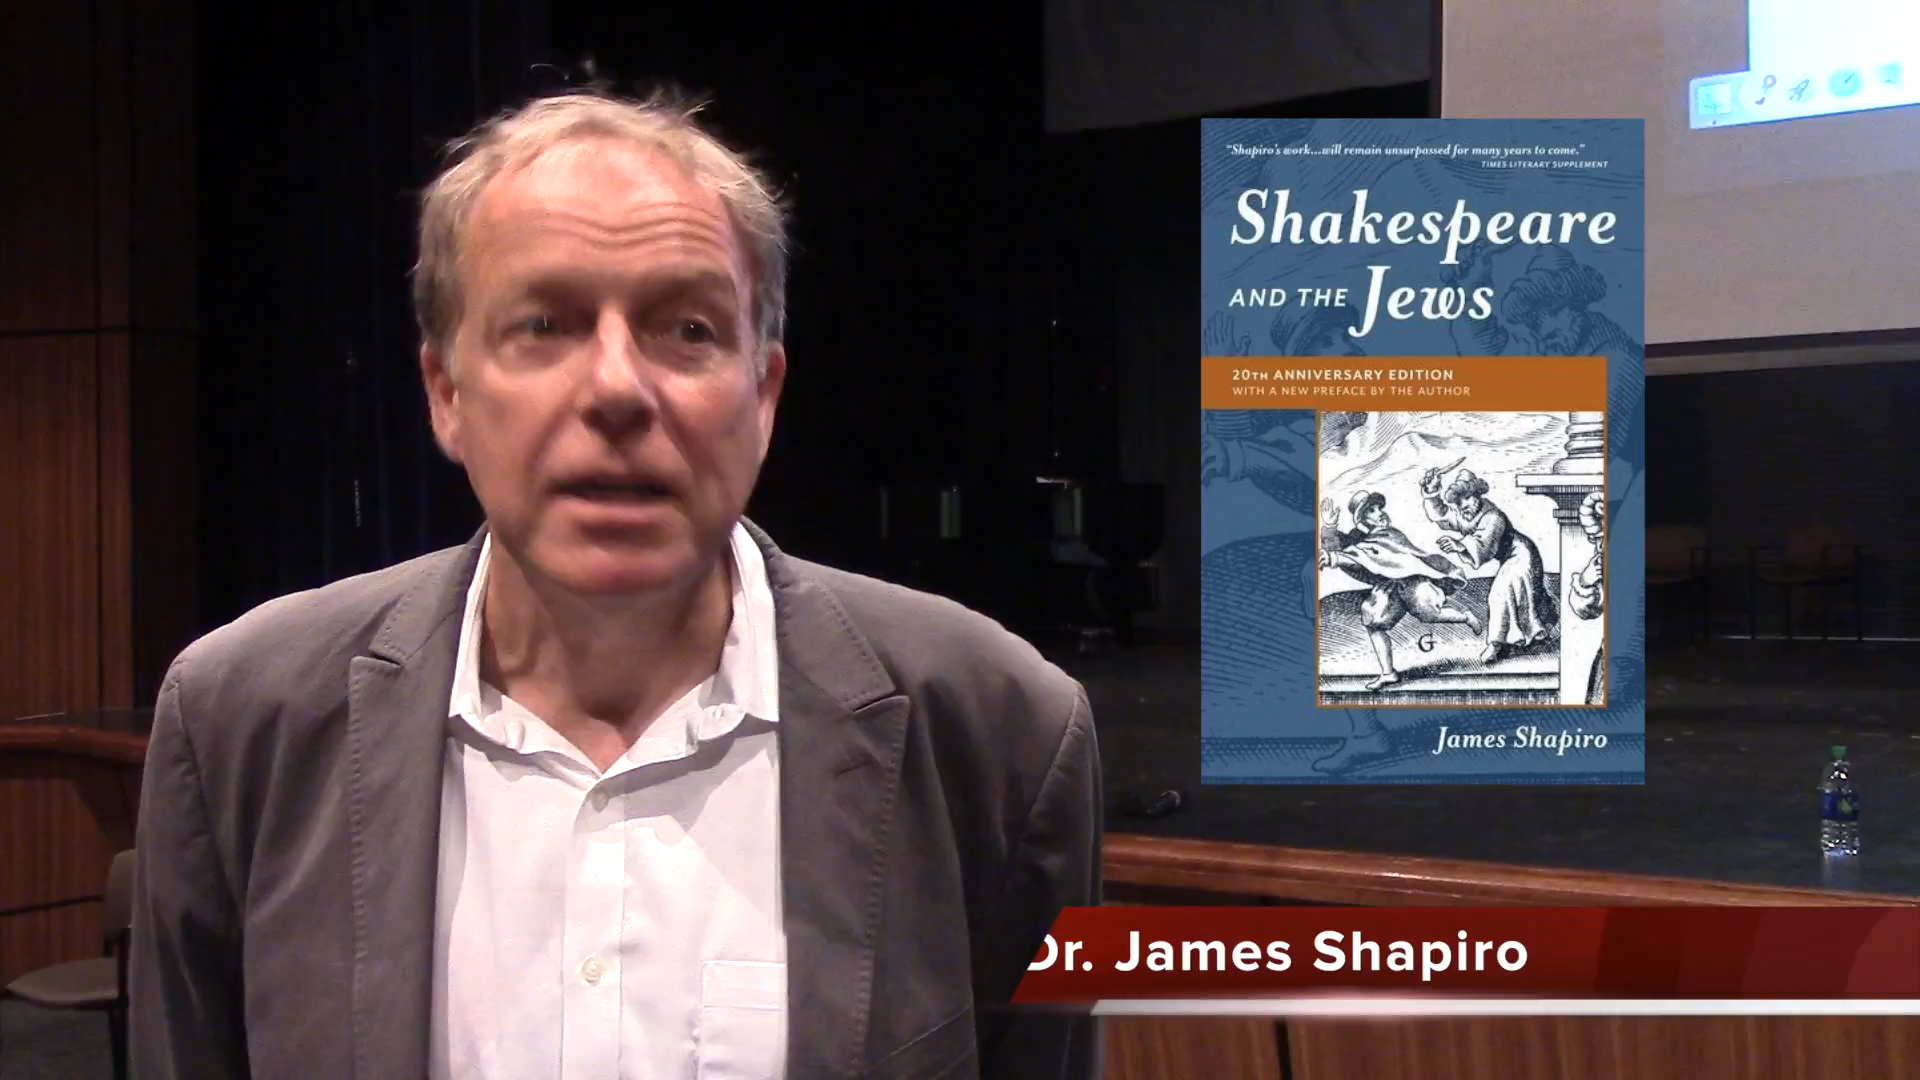 "Shapiro's work...will remain unsurpassed for many years to come."
TIMES LITERARY SUPPLEMENT
Shakespeare
AND THE Jews
20TH ANNIVERSARY EDITION
WITH A NEW PREFACE BY THE AUTHOR
G
James Shapiro
Dr. James Shapiro